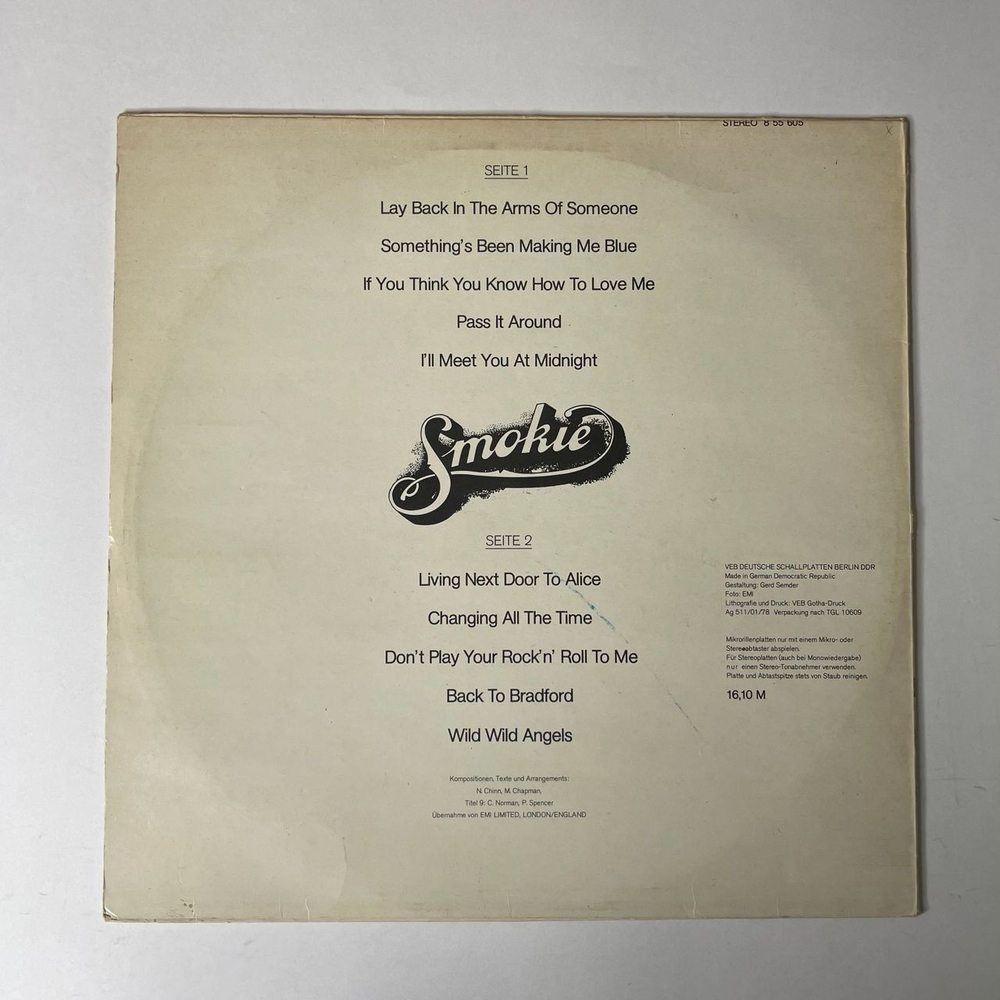 STEREO 8 55 605
SEITE 1
Lay Back In The Arms Of Someone
Something's Been Making Me Blue
If You Think You Know How To Love Me
Pass It Around
I'll Meet You At Midnight
Smokie
SEITE 2
Living Next Door To Alice
Changing All The Time
Don't Play Your Rock'n' Roll To Me
Back To Bradford
Wild Wild Angels
Kompositionen, Texte und Arrangements:
N. Chinn, M. Chapman,
Titel 9: C. Norman, P. Spencer
Übernahme von EMI LIMITED, LONDON/ENGLAND
VEB DEUTSCHE SCHALLPLATTEN BERLIN DDR
Made in German Democratic Republic
Gestaltung: Gerd Semder
Foto: EMI
Lithografie und Druck: VEB Gotha-Druck
Ag 511/01/78 Verpackung nach TGL 10609
Mikrorillenplatten nur mit einem Mikro- oder
Stereoabtaster abspielen.
Für Stereoplatten (auch bei Monowiedergabe)
nur einen Stereo-Tonabnehmer verwenden.
Platte und Abtastspitze stets von Staub reinigen.
16,10 M